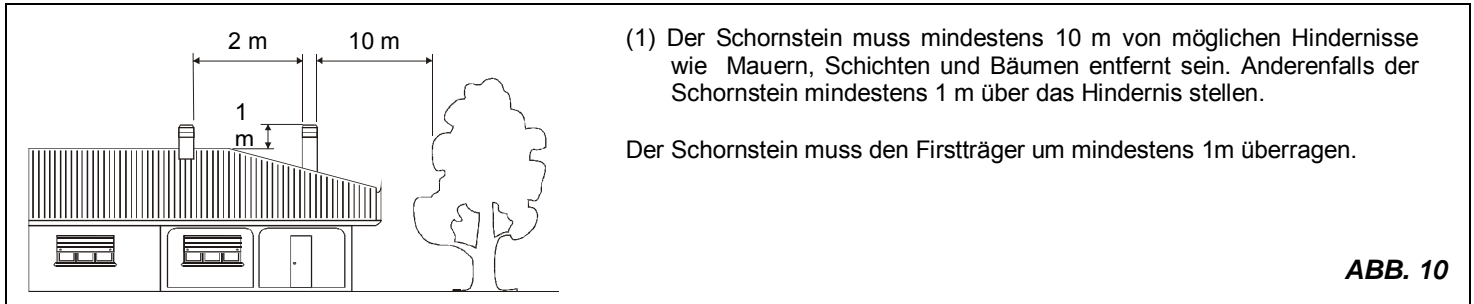 2 m
10 m
1
m
(1) Der Schornstein muss mindestens 10 m von möglichen Hindernisse
wie Mauern, Schichten und Bäumen entfernt sein. Anderenfalls der
Schornstein mindestens 1 m über das Hindernis stellen.
Der Schornstein muss den Firstträger um mindestens 1m überragen.
ABB. 10